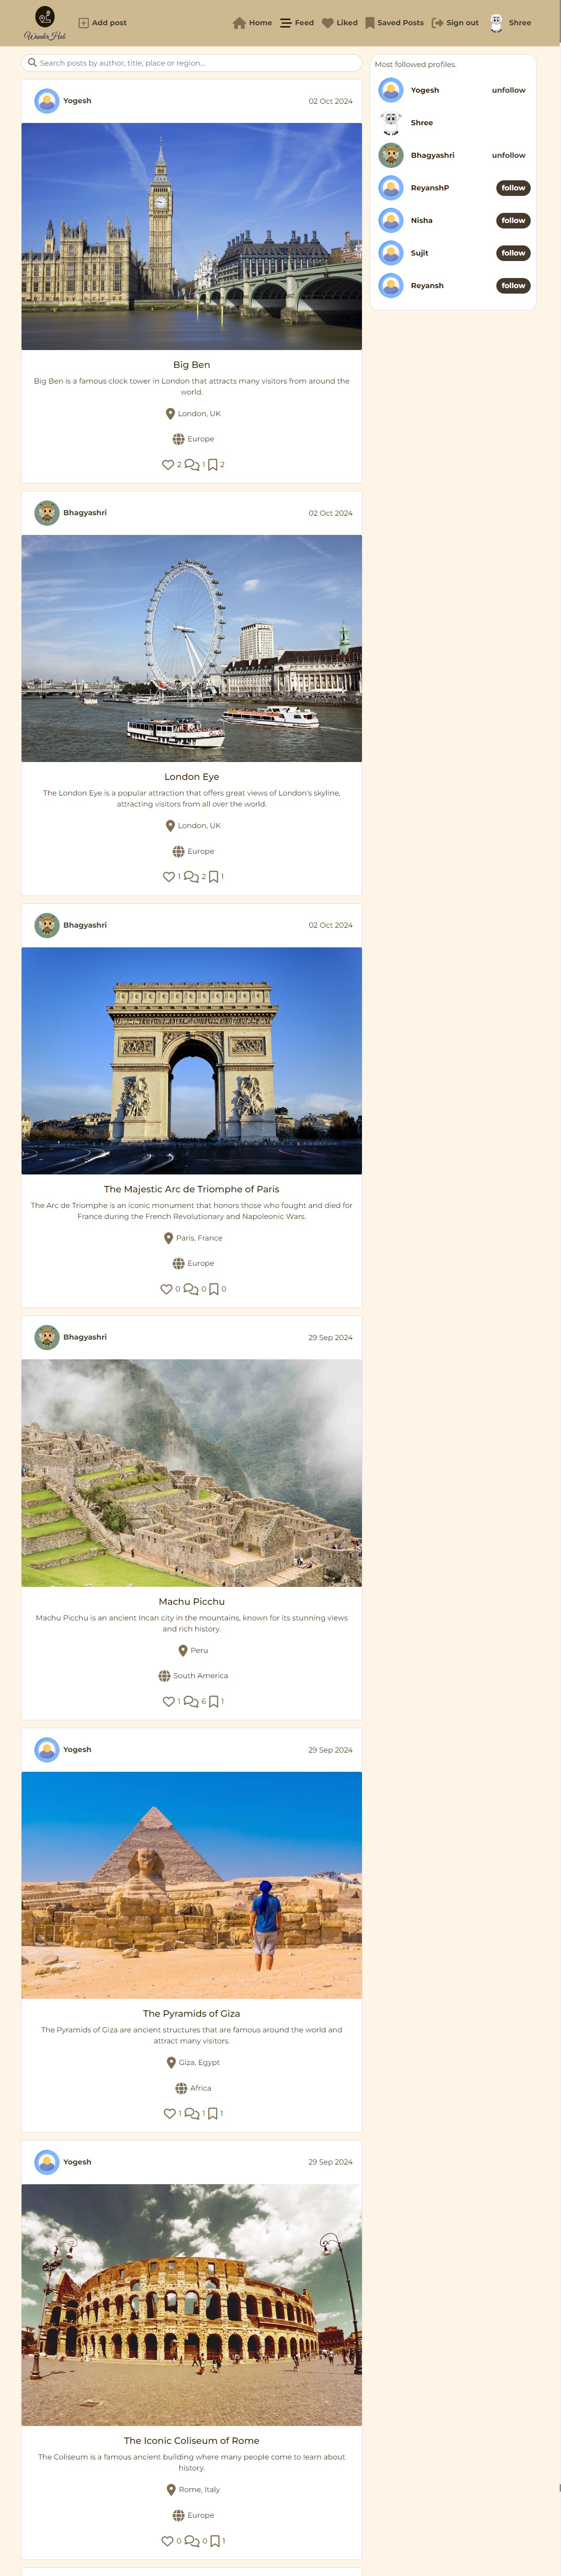 WanderHub
Add post
Home
Feed
Liked
Saved Posts
Sign out
Shree
Search posts by author, title, place or region...
Most followed profiles.
Yogesh
unfollow
Shree
Bhagyashri
unfollow
ReyanshP
follow
Nisha
follow
Sujit
follow
Reyansh
follow
Yogesh
02 Oct 2024
Big Ben
Big Ben is a famous clock tower in London that attracts many visitors from around the
world.
London, UK
Europe
2 1 2
Bhagyashri
02 Oct 2024
London Eye
The London Eye is a popular attraction that offers great views of London's skyline,
attracting visitors from all over the world.
London, UK
Europe
1 2 1
Bhagyashri
02 Oct 2024
The Majestic Arc de Triomphe of Paris
The Arc de Triomphe is an iconic monument that honors those who fought and died for
France during the French Revolutionary and Napoleonic Wars.
Paris, France
Europe
0 0 0
Bhagyashri
29 Sep 2024
Machu Picchu
Machu Picchu is an ancient Incan city in the mountains, known for its stunning views
and rich history.
Peru
South America
1 6 1
Yogesh
29 Sep 2024
The Pyramids of Giza
The Pyramids of Giza are ancient structures that are famous around the world and
attract many visitors.
Giza, Egypt
Africa
1 1 1
Yogesh
29 Sep 2024
The Iconic Coliseum of Rome
The Coliseum is a famous ancient building where many people come to learn about
history.
Rome, Italy
Europe
0 0 1